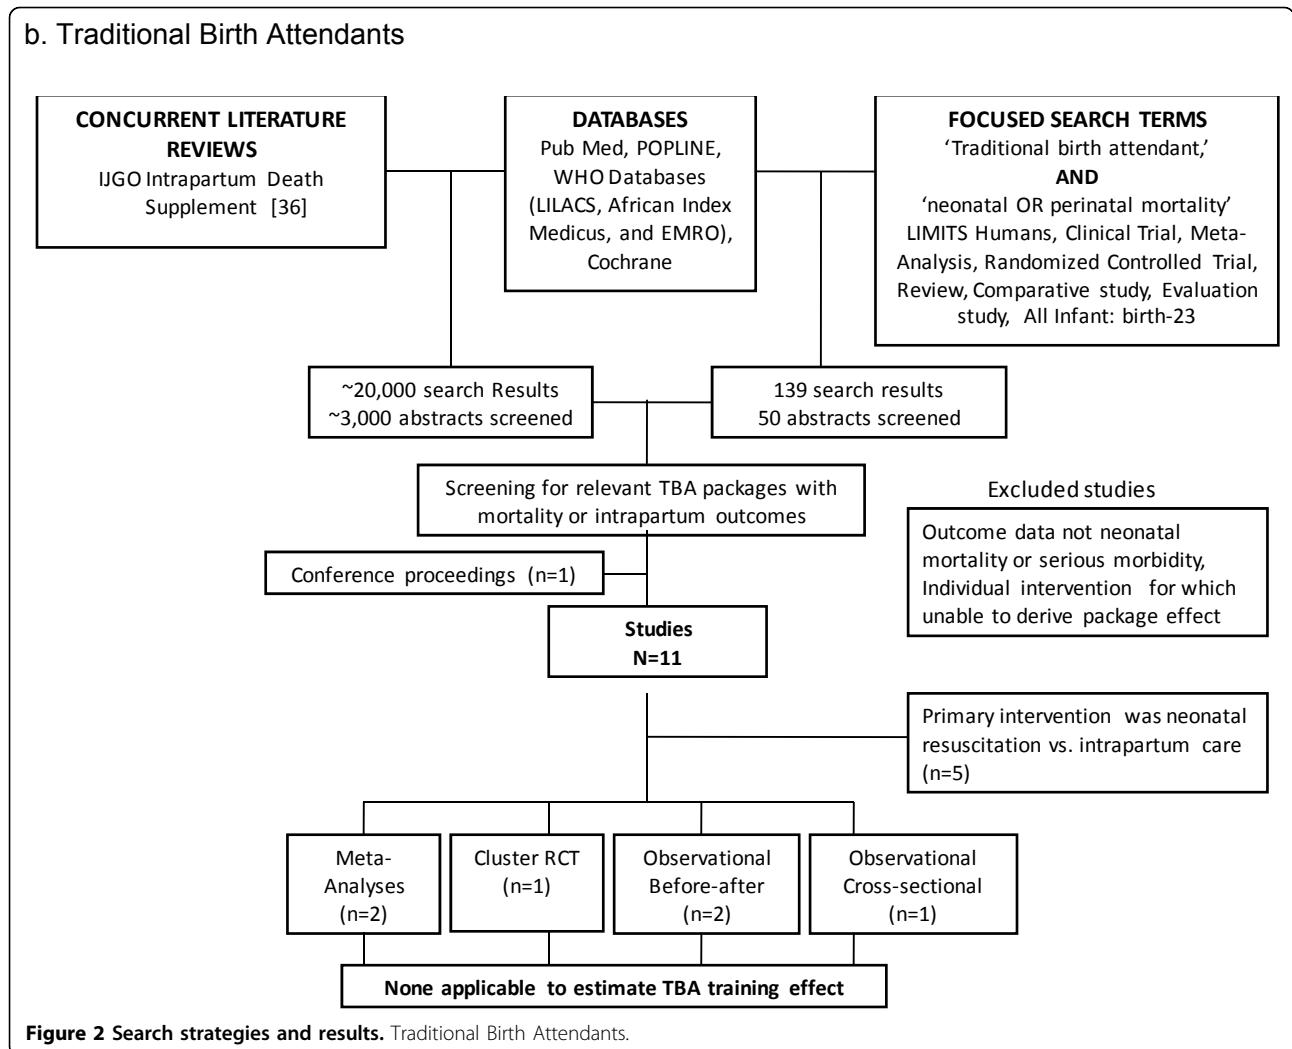 b. Traditional Birth Attendants
CONCURRENT LITERATURE
REVIEWS
IJGO Intrapartum Death
Supplement [36]
DATABASES
Pub Med, POPLINE,
WHO Databases
(LILACS, African Index
Medicus, and EMRO),
Cochrane
FOCUSED SEARCH TERMS
‘Traditional birth attendant,’
AND
‘neonatal OR perinatal mortality’
LIMITS Humans, Clinical Trial, Meta-
Analysis, Randomized Controlled Trial,
Review, Comparative study, Evaluation
study, All Infant: birth-23
~20,000 search Results
~3,000 abstracts screened
139 search results
50 abstracts screened
Screening for relevant TBA packages with
mortality or intrapartum outcomes
Excluded studies
Outcome data not neonatal
mortality or serious morbidity,
Individual intervention for which
unable to derive package effect
Conference proceedings (n=1)
Studies
N=11
Primary intervention was neonatal
resuscitation vs. intrapartum care
(n=5)
Meta-
Analyses
(n=2)
Cluster RCT
(n=1)
Observational
Before-after
(n=2)
Observational
Cross-sectional
(n=1)
None applicable to estimate TBA training effect
Figure 2 Search strategies and results. Traditional Birth Attendants.